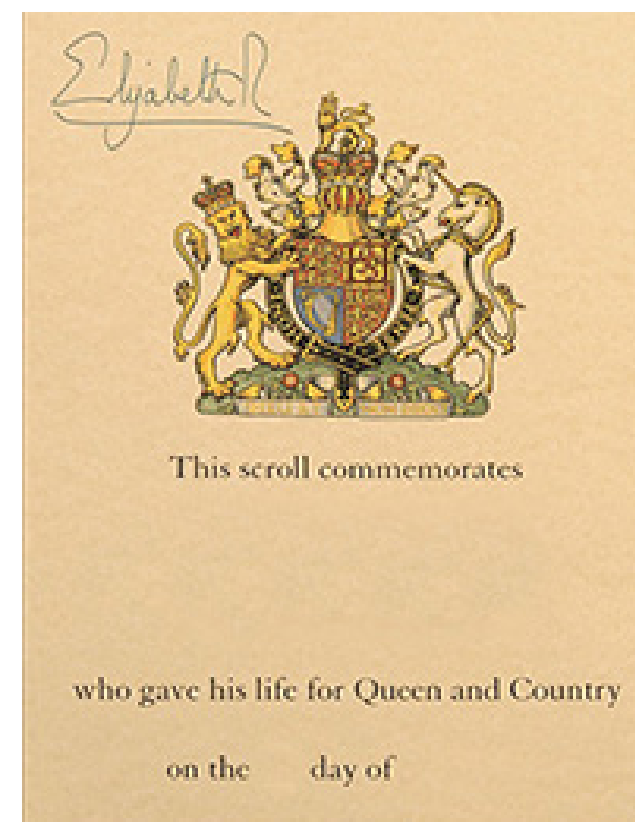 Elizabeth R
This scroll commemorates
who gave his life for Queen and Country
on the day of